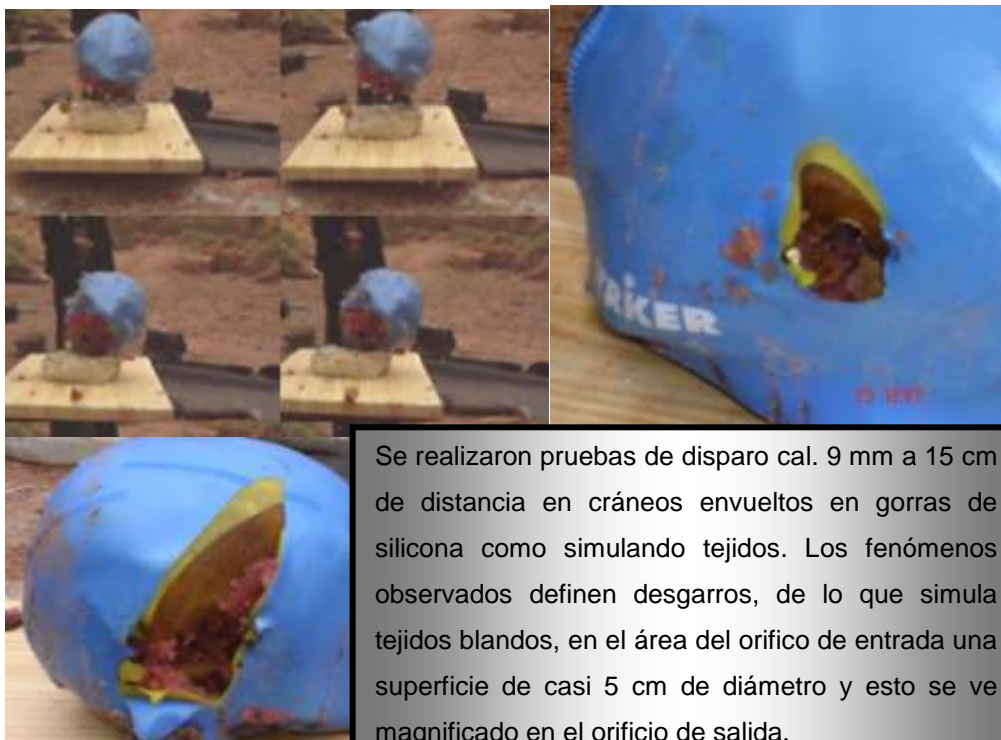 RIKER
Se realizaron pruebas de disparo cal. 9 mm a 15 cm
de distancia en cráneos envueltos en gorras de
silicona como simulando tejidos. Los fenómenos
observados definen desgarros, de lo que simula
tejidos blandos, en el área del orifico de entrada una
superficie de casi 5 cm de diámetro y esto se ve
magnificado en el orificio de salida.